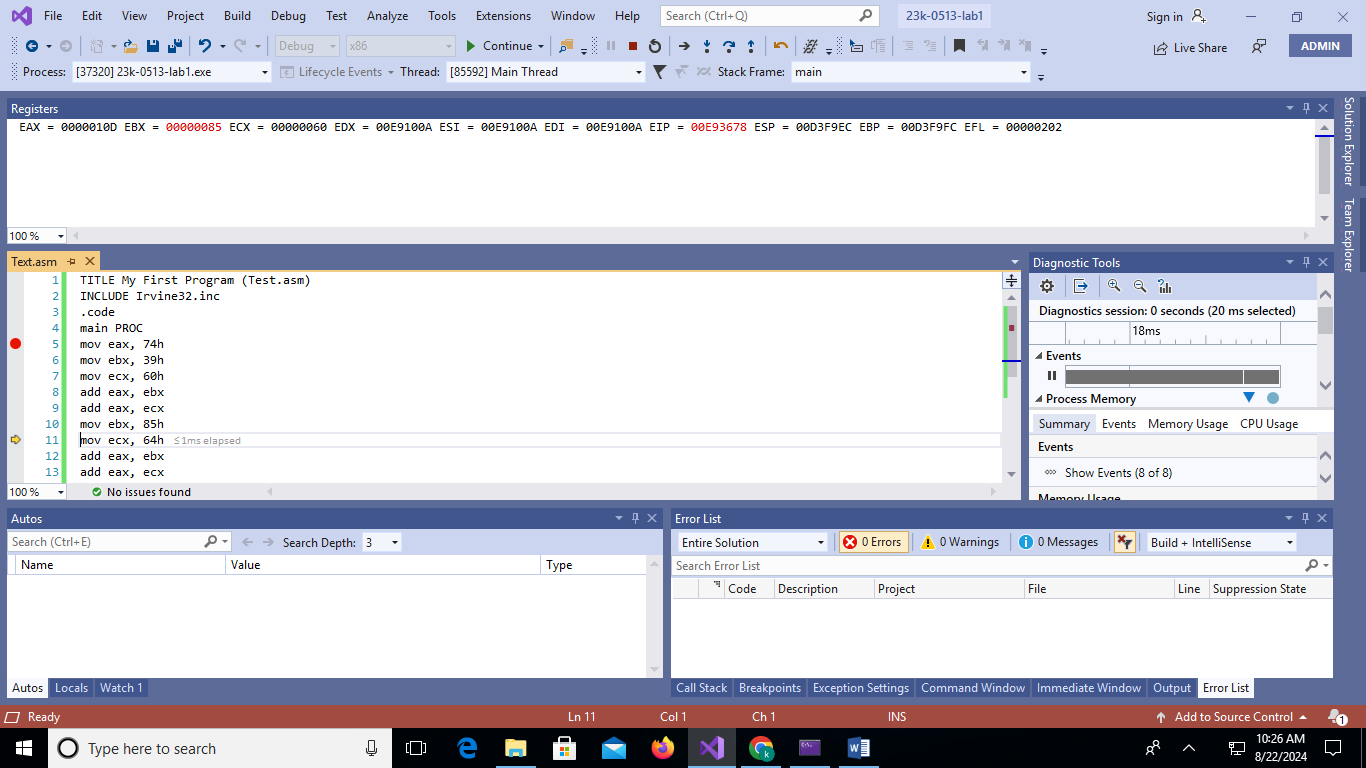 File Edit View Project Build Debug Test Analyze Tools Extensions Window Help Search (Ctrl+Q) 23k-0513-lab1 Sign in
Debug x86 Continue Live Share ADMIN
Process: [37320] 23k-0513-lab1.exe Lifecycle Events Thread: [85592] Main Thread Stack Frame: main
Registers
EAX = 0000010D EBX = 00000085 ECX = 00000060 EDX = 00E9100A ESI = 00E9100A EDI = 00E9100A EIP = 00E93678 ESP = 00D3F9EC EBP = 00D3F9FC EFL = 00000202
100 %
Solution Explorer
Team Explorer
Text.asm
1 TITLE My First Program (Test.asm)
2 INCLUDE Irvine32.inc
3 .code
4 main PROC
5 mov eax, 74h
6 mov ebx, 39h
7 mov ecx, 60h
8 add eax, ebx
9 add eax, ecx
10 mov ebx, 85h
11 mov ecx, 64h ≤1ms elapsed
12 add eax, ebx
13 add eax, ecx
100 % No issues found
Diagnostic Tools
Diagnostics session: 0 seconds (20 ms selected)
18ms
Events
Process Memory
Summary Events Memory Usage CPU Usage
Events
Show Events (8 of 8)
Memory Usage
Autos
Search (Ctrl+E) Search Depth: 3
Name Value Type
Autos Locals Watch 1
Error List
Entire Solution 0 Errors 0 Warnings 0 Messages Build + IntelliSense
Search Error List
Code Description Project File Line Suppression State
Call Stack Breakpoints Exception Settings Command Window Immediate Window Output Error List
Ready Ln 11 Col 1 Ch 1 INS Add to Source Control 1
Type here to search
10:26 AM
8/22/2024